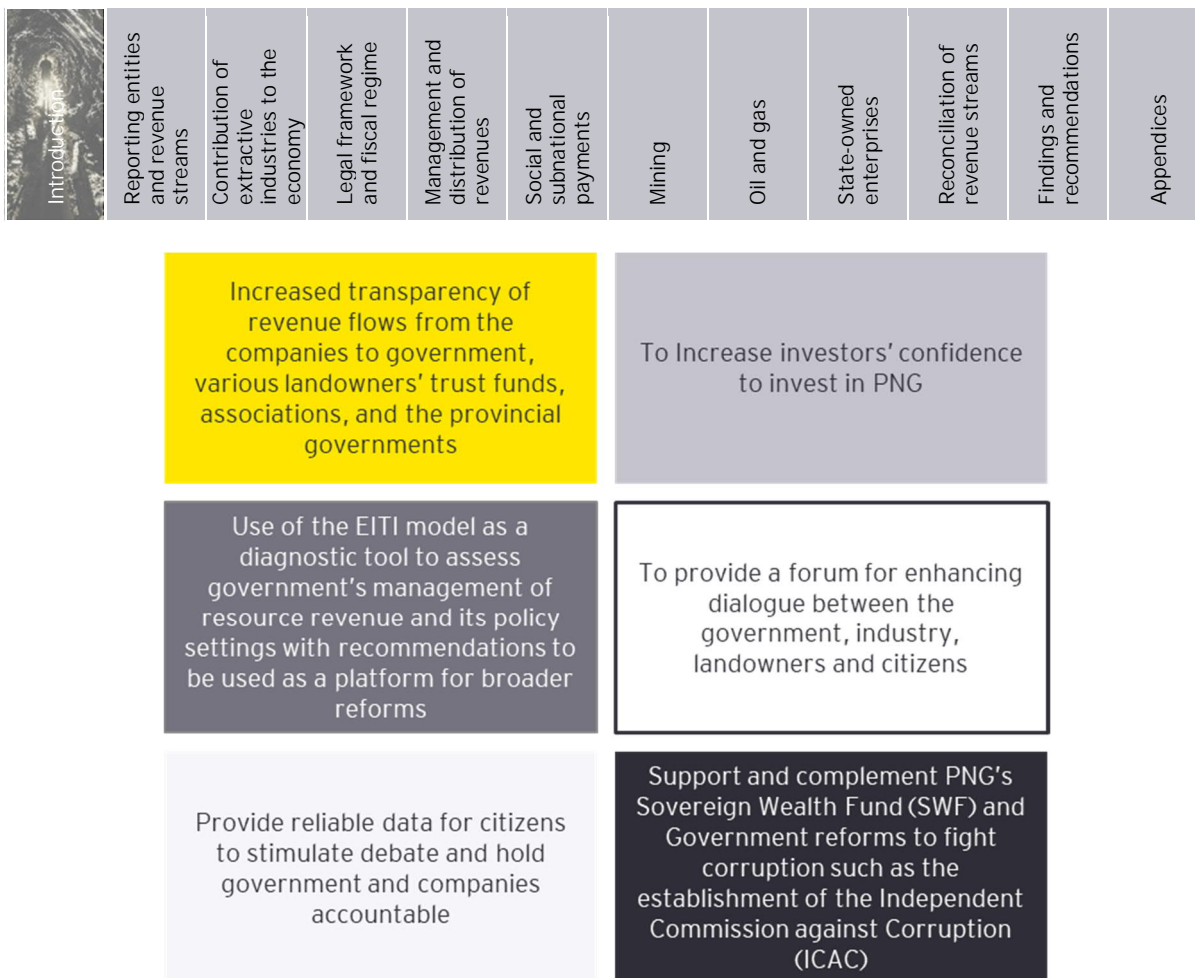 Introduction
Reporting entities
and revenue
streams
Contribution of
extractive
industries to the
economy
Legal framework
and fiscal regime
Management and
distribution of
revenues
Social and
subnational
payments
Mining
Oil and gas
State-owned
enterprises
Reconciliation of
revenue streams
Findings and
recommendations
Appendices
Increased transparency of
revenue flows from the
companies to government,
various landowners' trust funds,
associations, and the provincial
governments
To Increase investors' confidence
to invest in PNG
Use of the EITI model as a
diagnostic tool to assess
government's management of
resource revenue and its policy
settings with recommendations to
be used as a platform for broader
reforms
To provide a forum for enhancing
dialogue between the
government, industry,
landowners and citizens
Provide reliable data for citizens
to stimulate debate and hold
government and companies
accountable
Support and complement PNG's
Sovereign Wealth Fund (SWF) and
Government reforms to fight
corruption such as the
establishment of the Independent
Commission against Corruption
(ICAC)